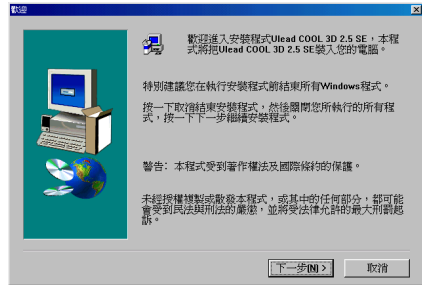 歡迎
歡迎進入安裝程式Ulead COOL 3D 2.5 SE，本程
式將把Ulead COOL 3D 2.5 SE裝入您的電腦。
特別建議您在執行安裝程式前結束所有Windows程式。
按一下取消結束安裝程式，然後關閉您所執行的所有程
式，按一下下一步繼續安裝程式。
警告：本程式受到著作權法及國際條約的保護。
未經授權複製或散發本程式，或其中的任何部分，都可能
會受到民法與刑法的嚴懲，並將受法律允許的最大刑罰起
訴。
下一步(N) >
取消